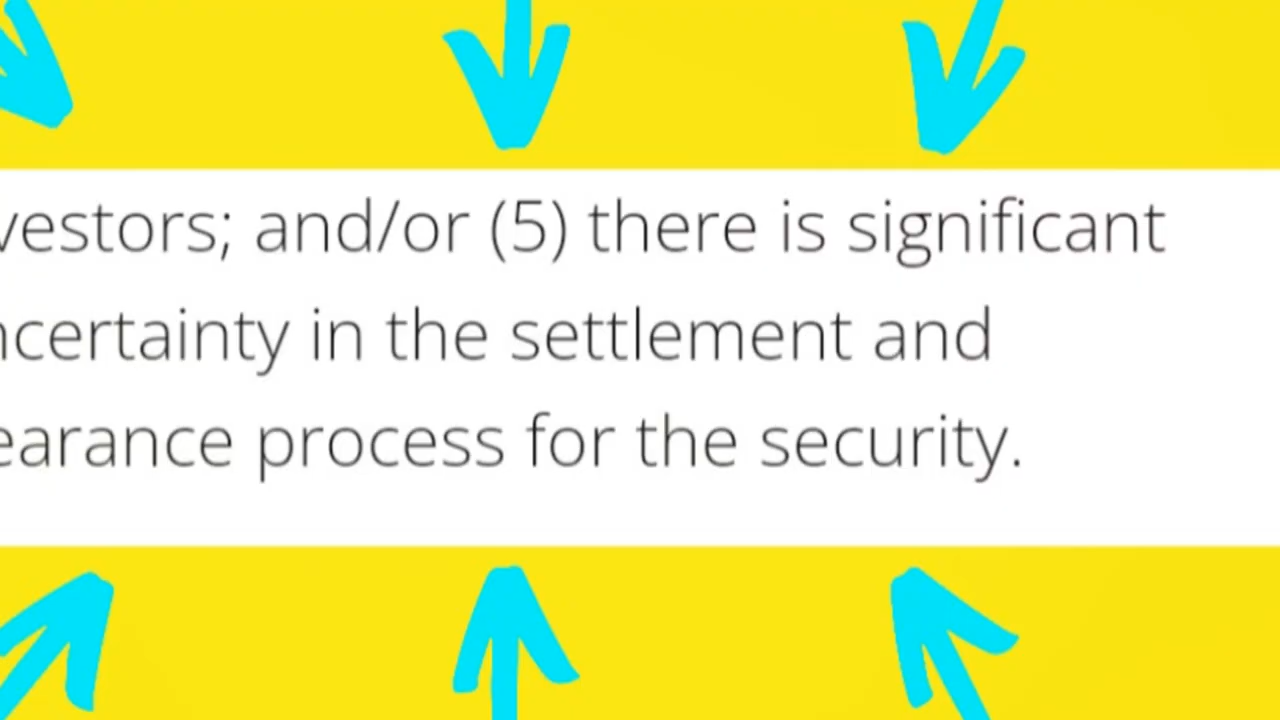 vestors; and/or (5) there is significant
ncertainty in the settlement and
earance process for the security.